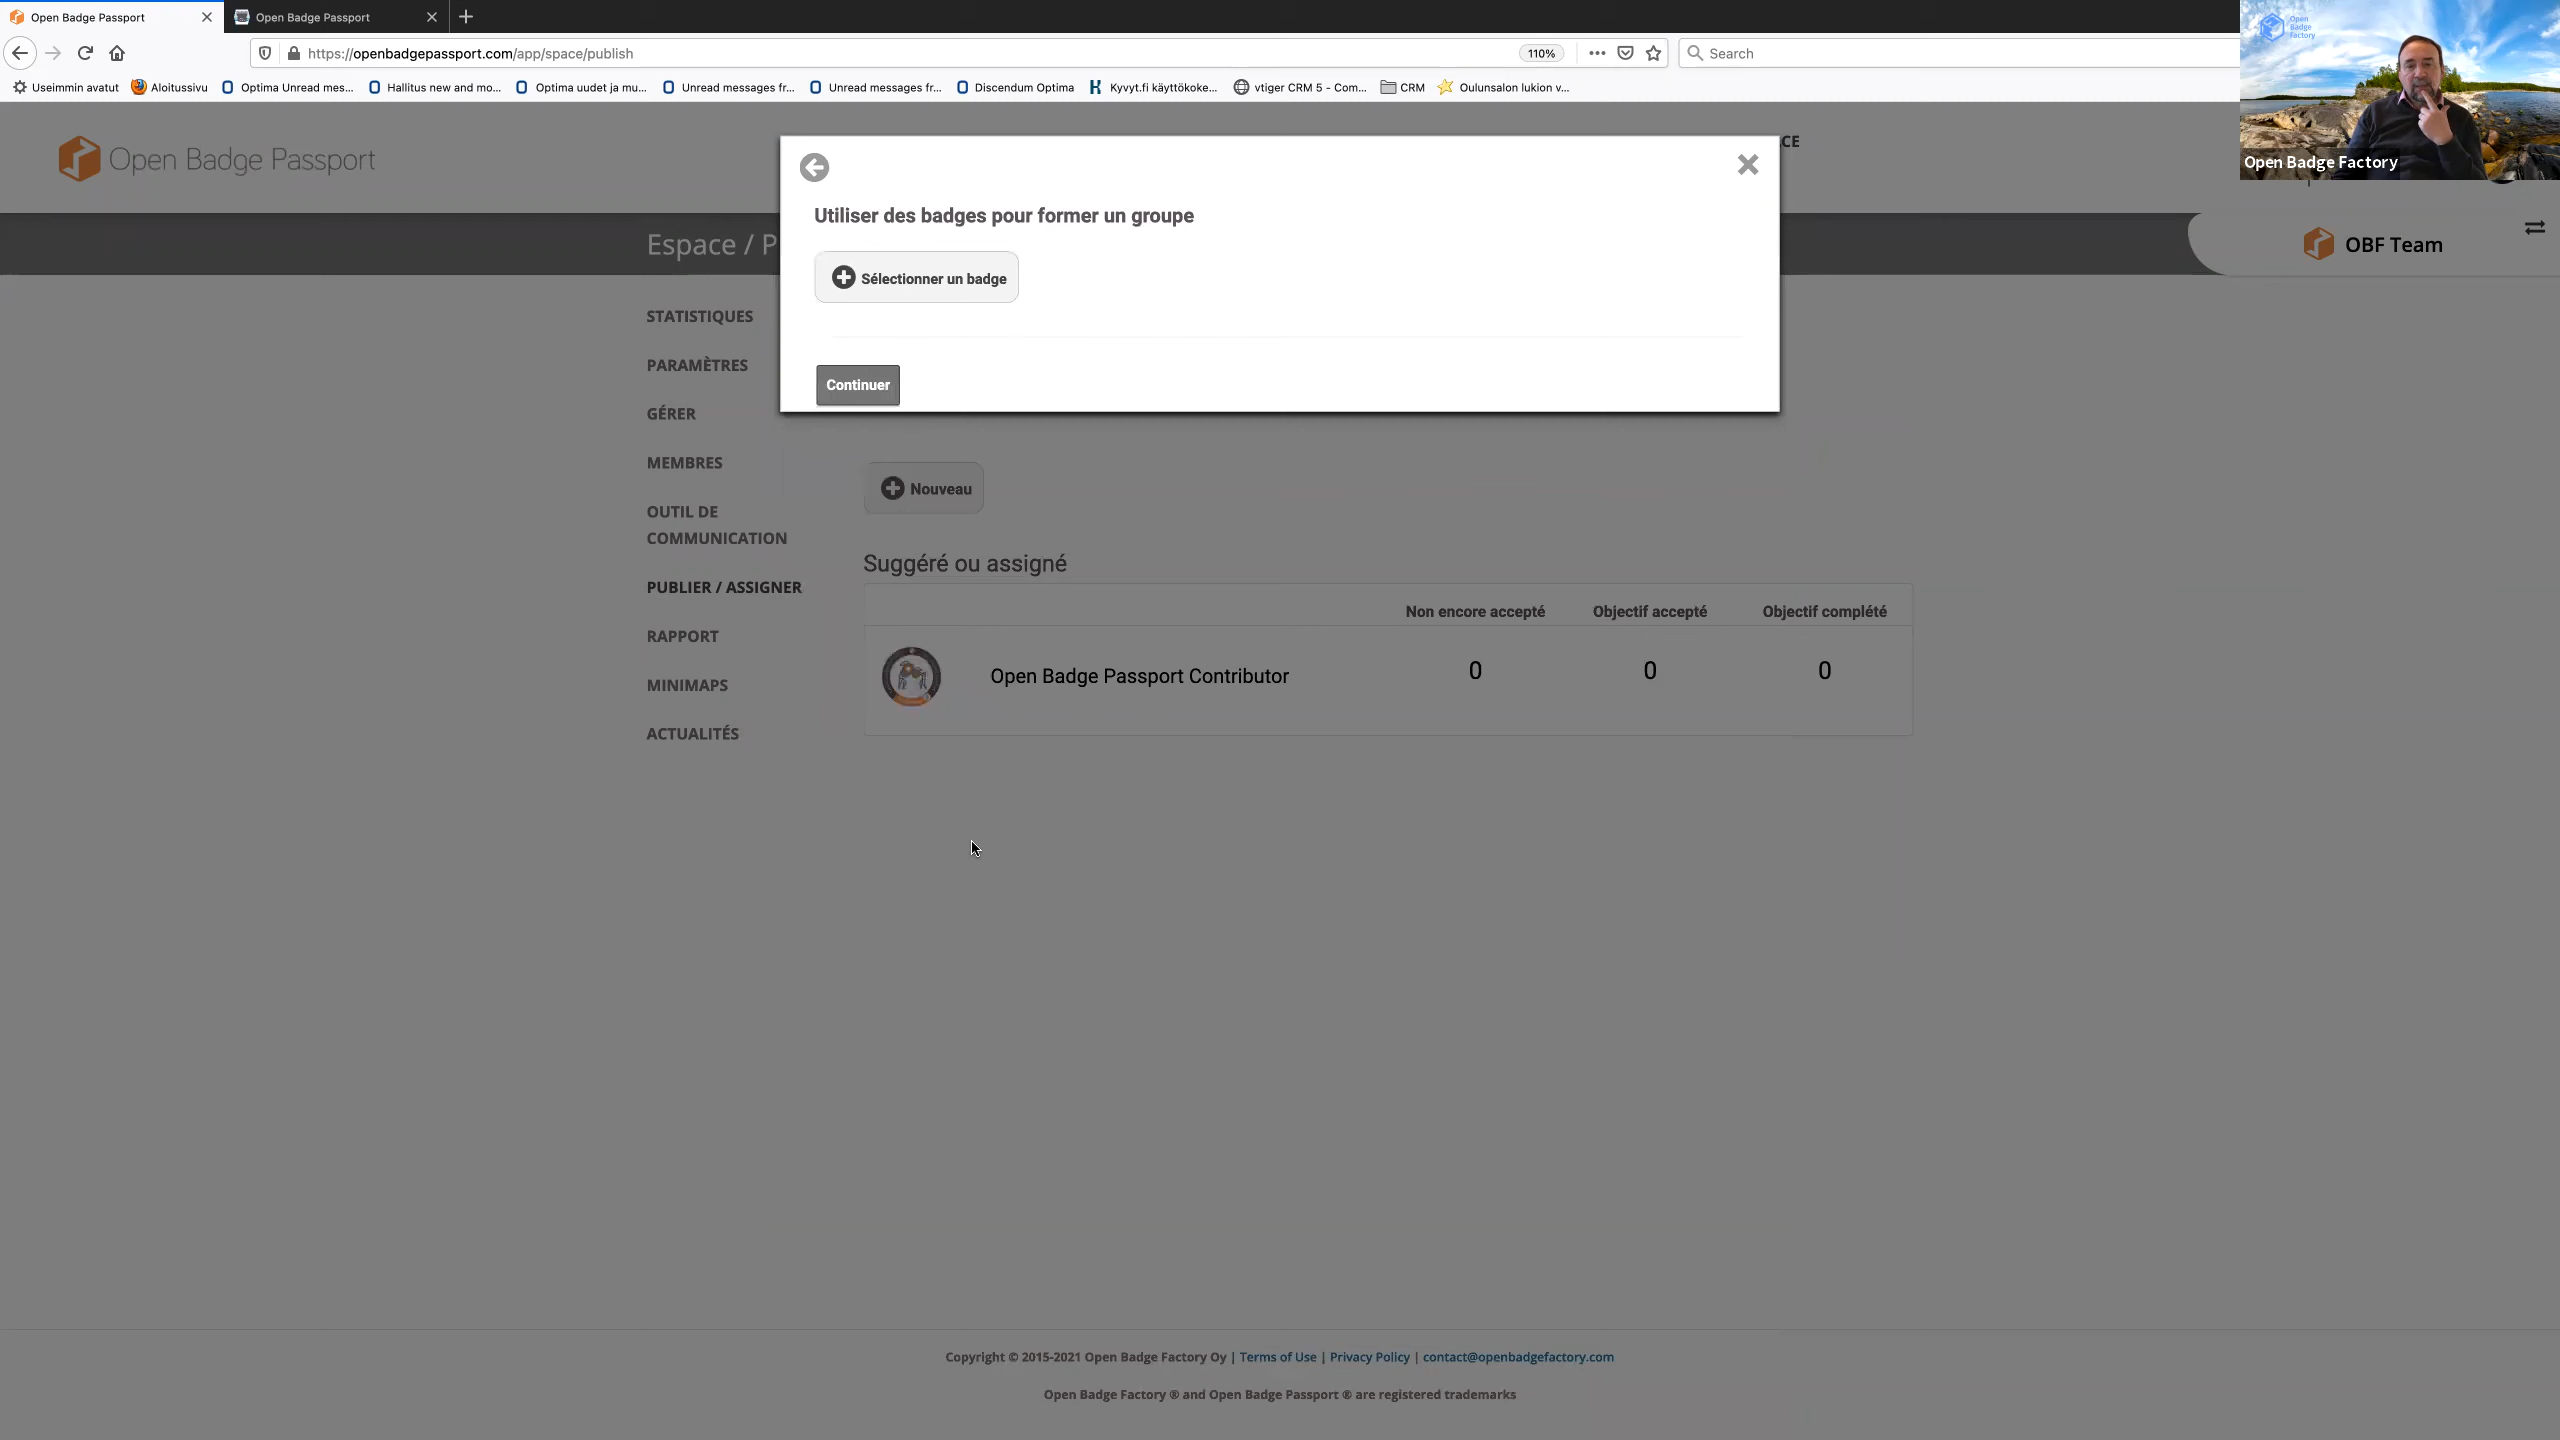 Open Badge Passport
Open Badge Passport
https://openbadgepassport.com/app/space/publish
110%
Search
Useimmin avatut
Aloitussivu
Optima Unread mes...
Hallitus new and mo...
Optima uudet ja mu...
Unread messages fr...
Unread messages fr...
Discendum Optima
Kyvyt.fi käyttökoke...
vtiger CRM 5 - Com...
CRM
Oulunsalon lukion v...
Open
Badge
Factory
Open Badge Factory
Open Badge Passport
CE
Utiliser des badges pour former un groupe
Sélectionner un badge
Continuer
Espace / P
OBF Team
STATISTIQUES
PARAMÈTRES
GÉRER
MEMBRES
OUTIL DE
COMMUNICATION
PUBLIER / ASSIGNER
RAPPORT
MINIMAPS
ACTUALITÉS
Nouveau
Suggéré ou assigné
Non encore accepté Objectif accepté Objectif complété
Open Badge Passport Contributor 0 0 0
Copyright © 2015-2021 Open Badge Factory Oy | Terms of Use | Privacy Policy | contact@openbadgefactory.com
Open Badge Factory ® and Open Badge Passport ® are registered trademarks